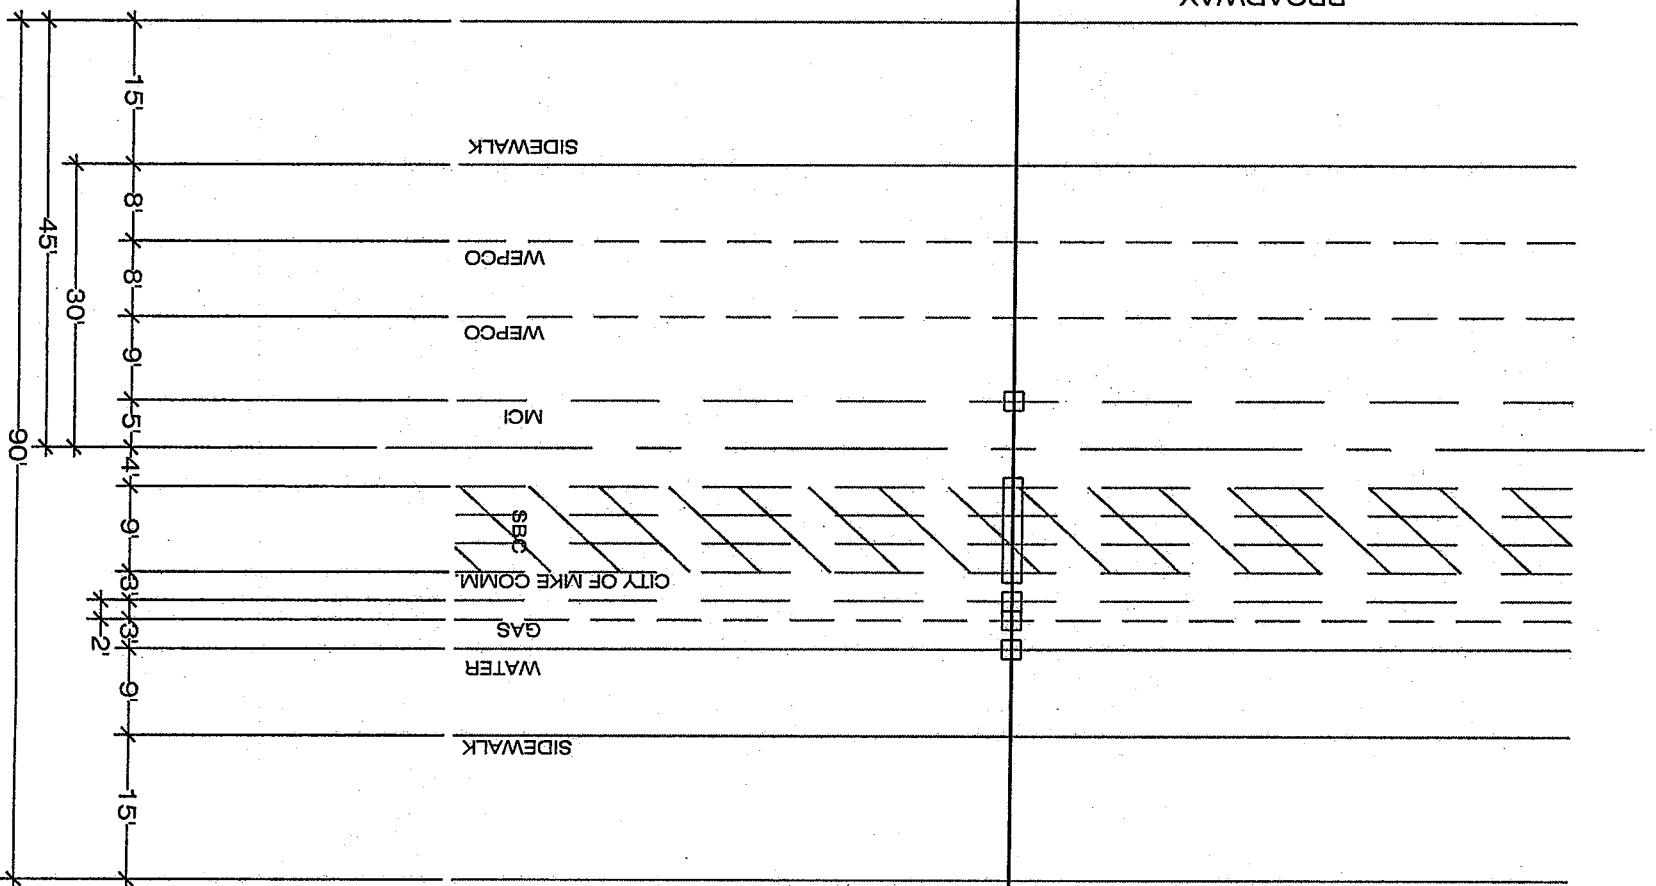 BROADWAY
15'
SIDEWALK
8'
WEPCO
8'
WEPCO
9'
MCI
5'
45'
30'
90'
4'
9'
SBC
3'
CITY OF MKE COMM.
GAS
3'
2'
WATER
9'
SIDEWALK
15'